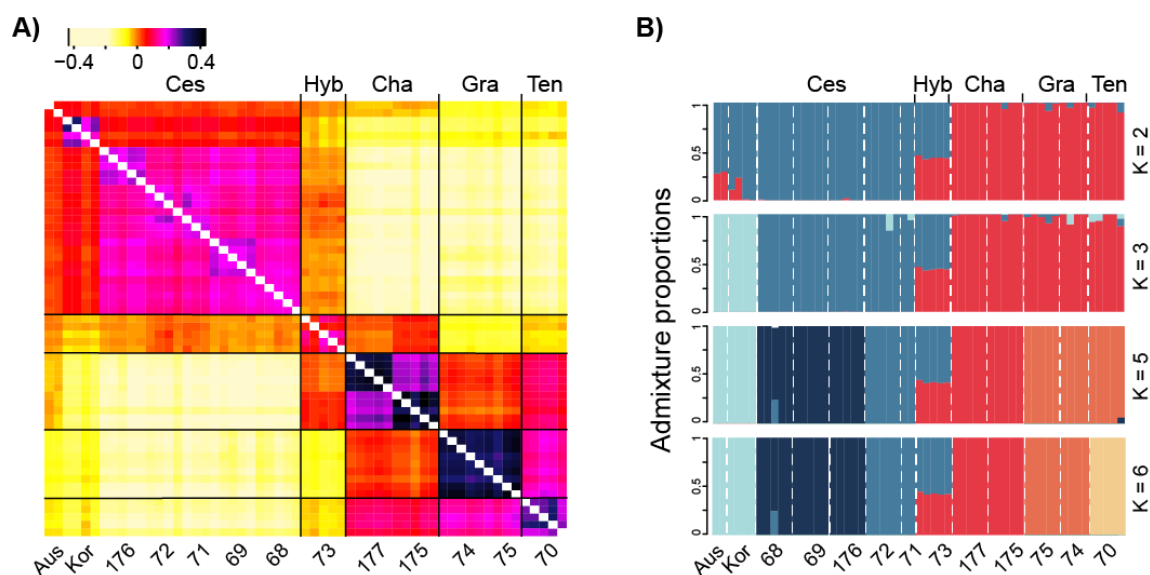 A)
−0.4 0 0.4
Ces Hyb Cha Gra Ten
Aus Kor 176 72 71 69 68 73 177 175 74 75 70
B)
Ces Hyb Cha Gra Ten
Admixture proportions
1
0.5
0
K = 2
1
0.5
0
K = 3
1
0.5
0
K = 5
1
0.5
0
K = 6
Aus Kor 68 69 176 72 71 73 177 175 75 74 70